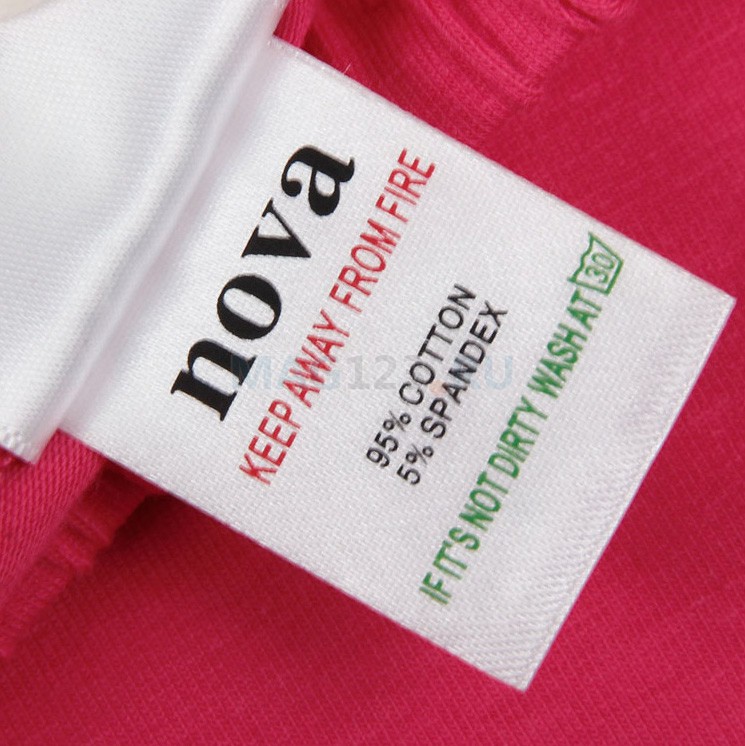 nova
KEEP AWAY FROM FIRE
95% COTTON
5% SPANDEX
IF IT'S NOT DIRTY WASH AT 30